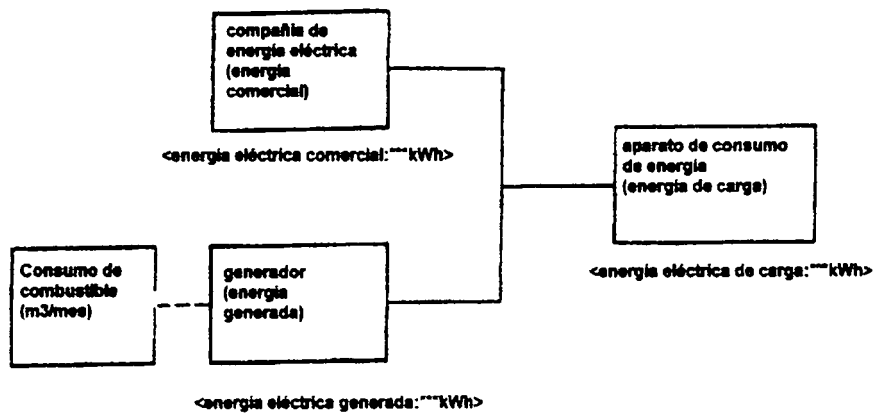 compañia de
energía eléctrica
(energía
comercial)
<energía eléctrica comercial:***kWh>
aparato de consumo
de energía
(energía de carga)
<energía eléctrica de carga:***kWh>
Consumo de
combustible
(m3/mes)
generador
(energía
generada)
<energía eléctrica generada:***kWh>